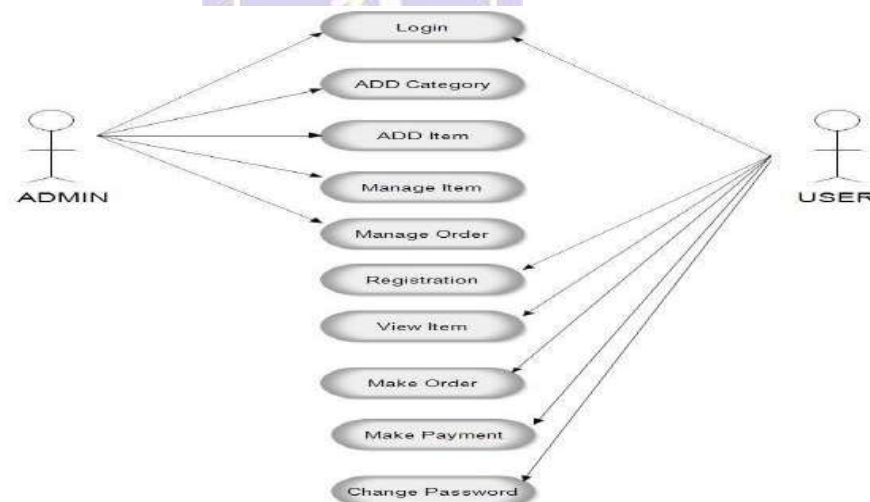 Login
ADD Category
ADD Item
Manage Item
Manage Order
Registration
View Item
Make Order
Make Payment
Change Password
ADMIN
USER